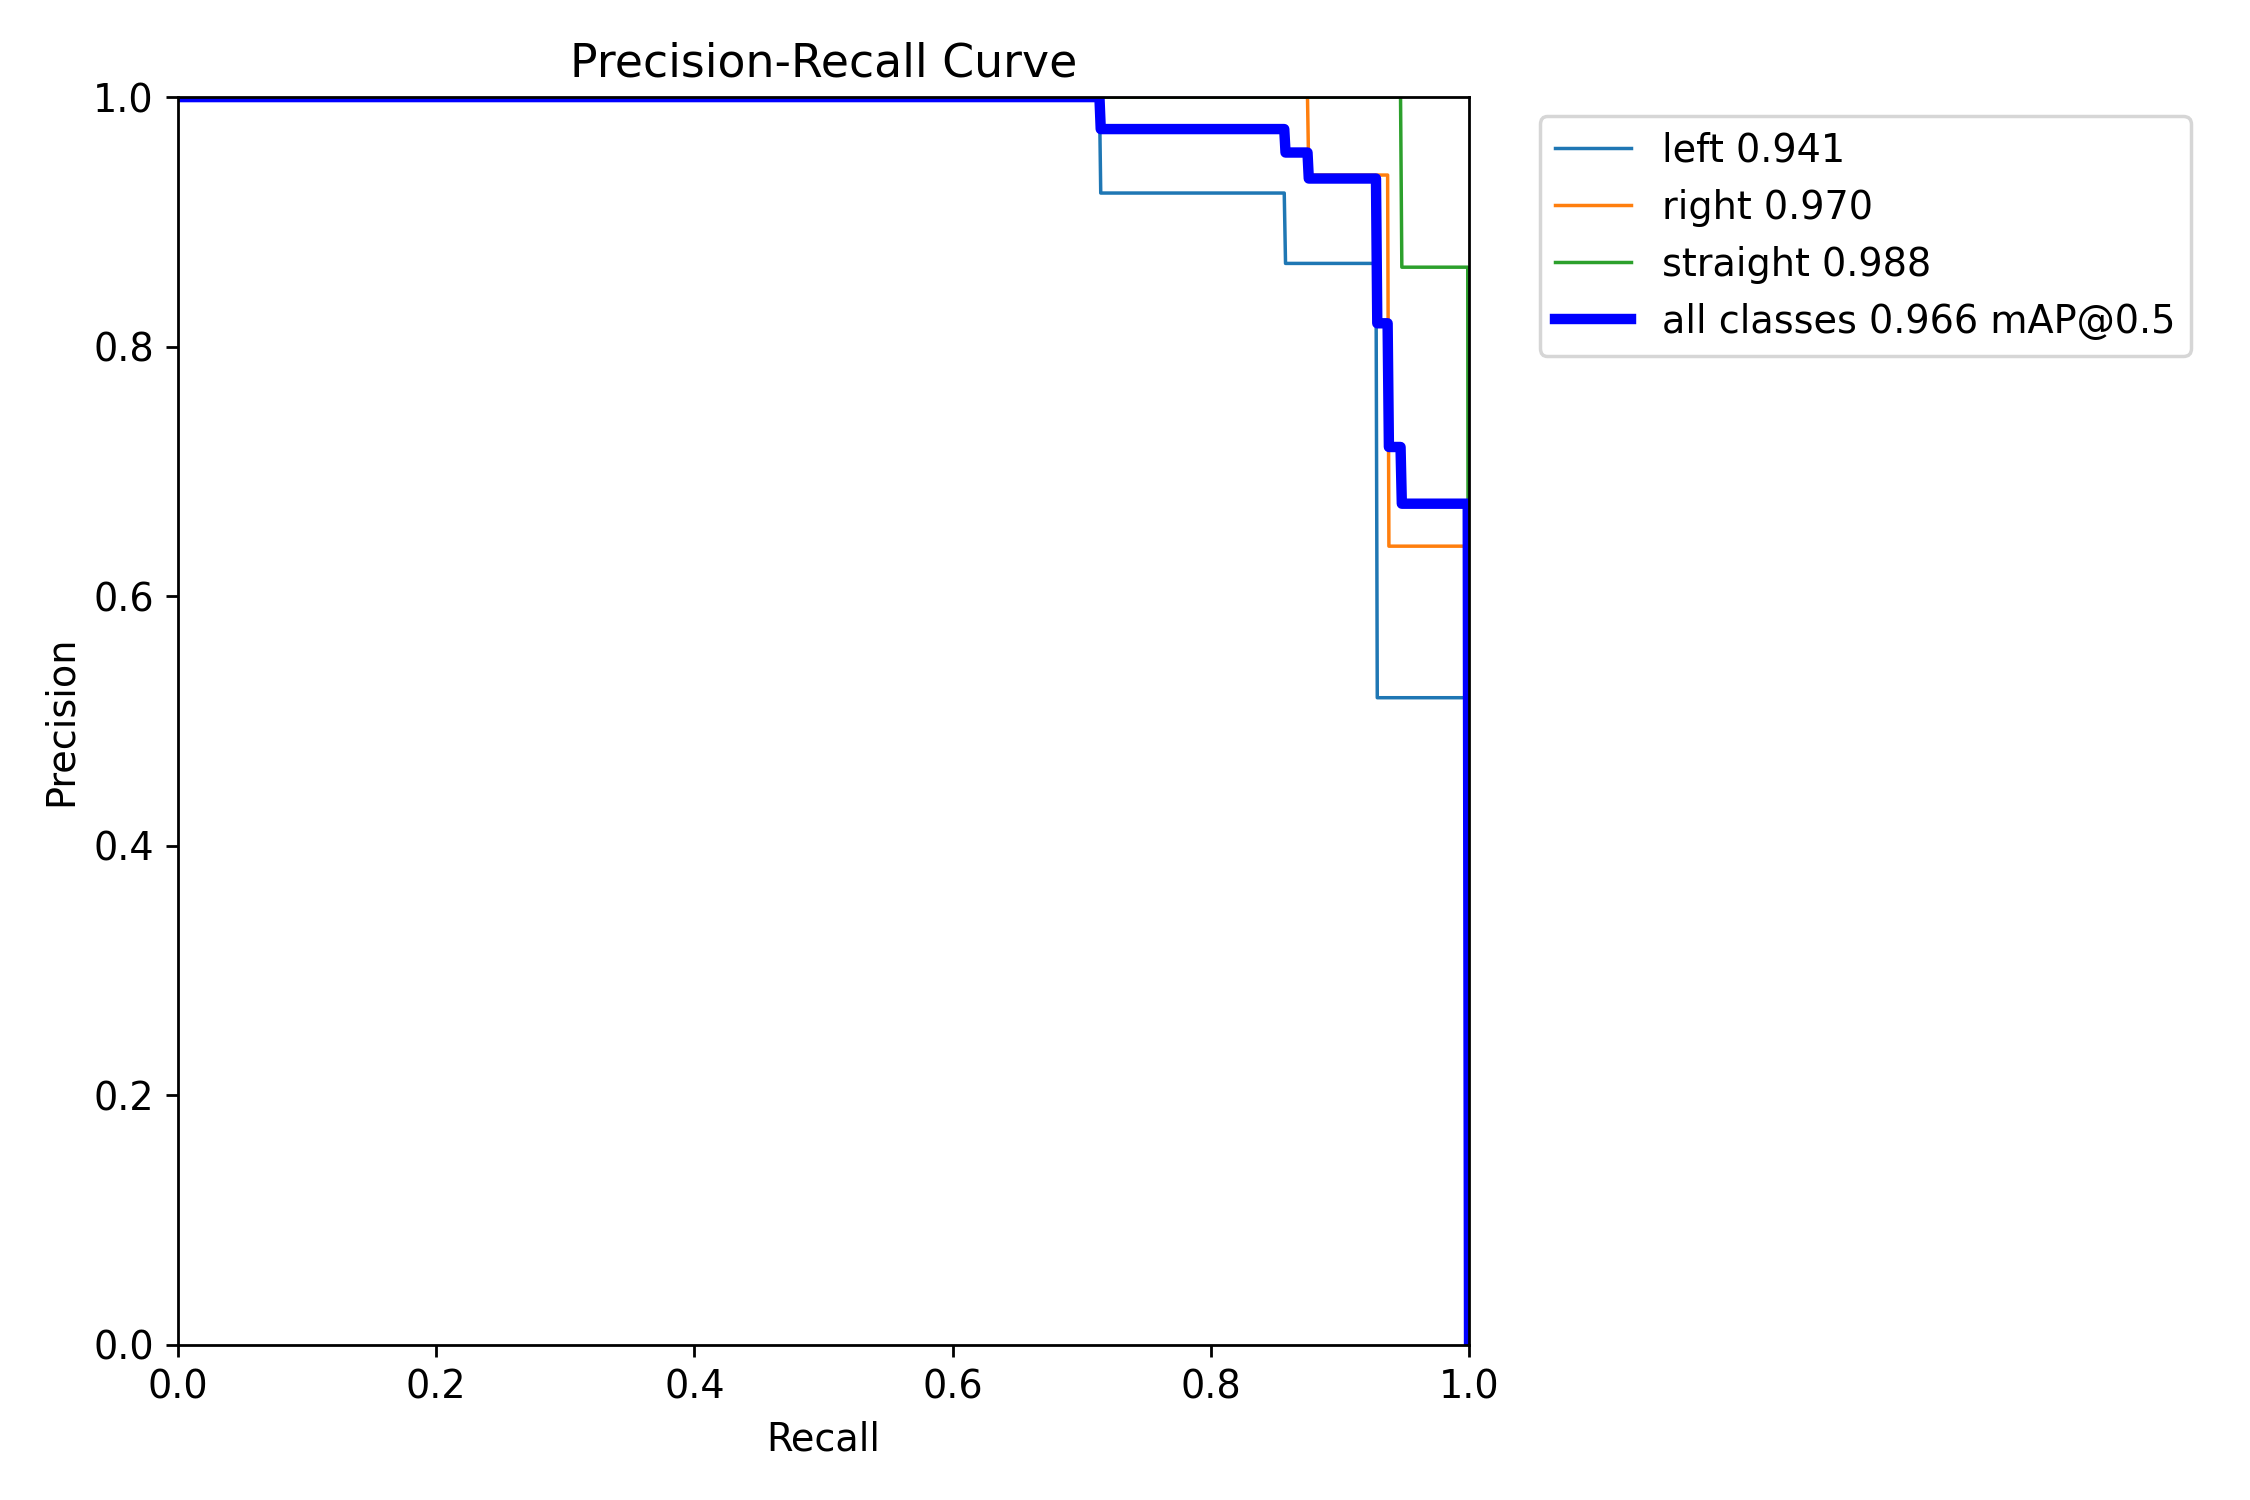 Precision-Recall Curve
1.0
0.8
0.6
0.4
0.2
0.0
Precision
0.0 0.2 0.4 0.6 0.8 1.0
Recall
left 0.941
right 0.970
straight 0.988
all classes 0.966 mAP@0.5